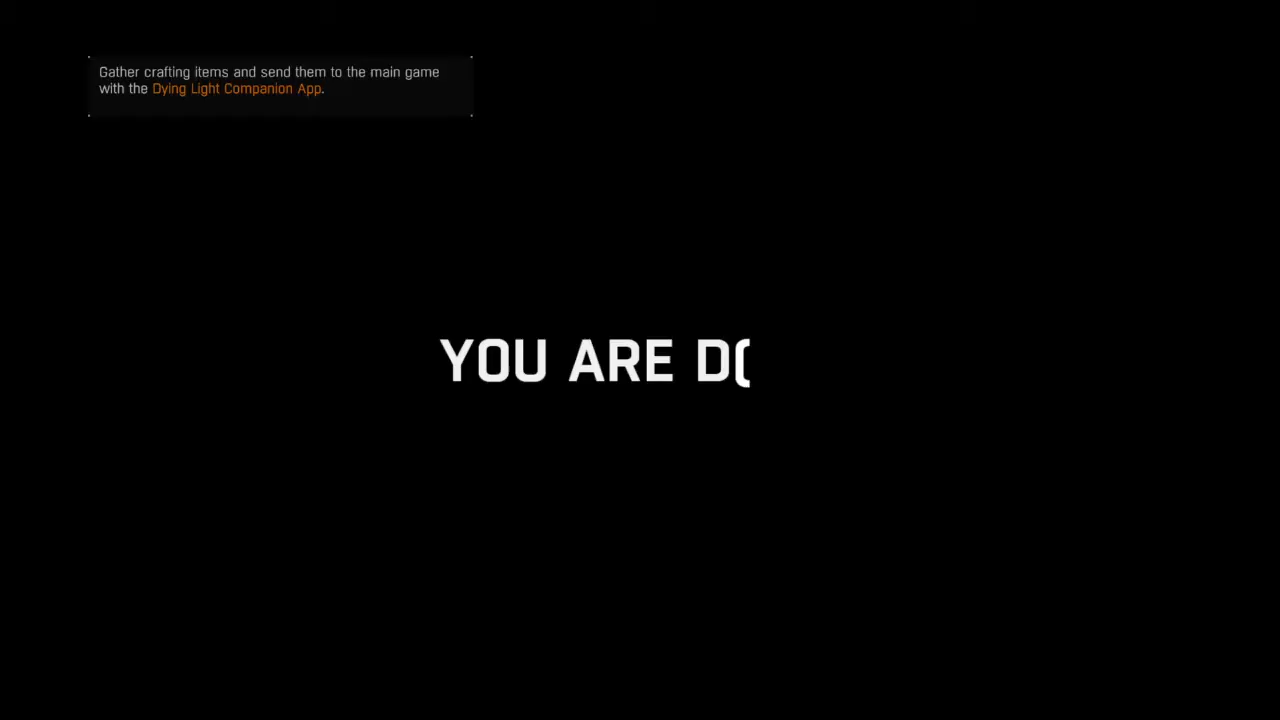 Gather crafting items and send them to the main game
with the Dying Light Companion App.
YOU ARE D(